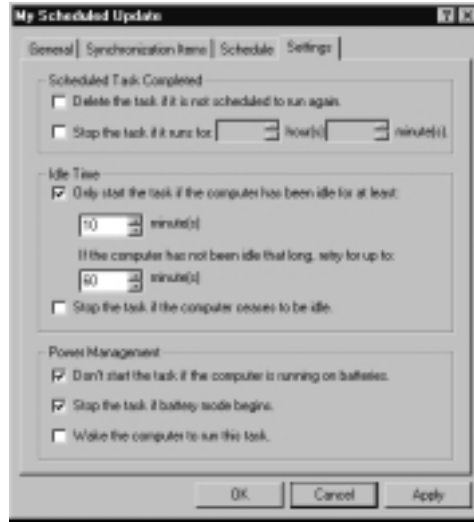 My Scheduled Update
General Synchronization Items Schedule Settings
Scheduled Task Completed
Delete the task if it is not scheduled to run again.
Stop the task if it runs for: hour(s) minute(s).
Idle Time
Only start the task if the computer has been idle for at least:
10 minute(s)
If the computer has not been idle that long, retry for up to:
60 minute(s)
Stop the task if the computer ceases to be idle.
Power Management
Don't start the task if the computer is running on batteries.
Stop the task if battery mode begins.
Wake the computer to run this task.
OK Cancel Apply